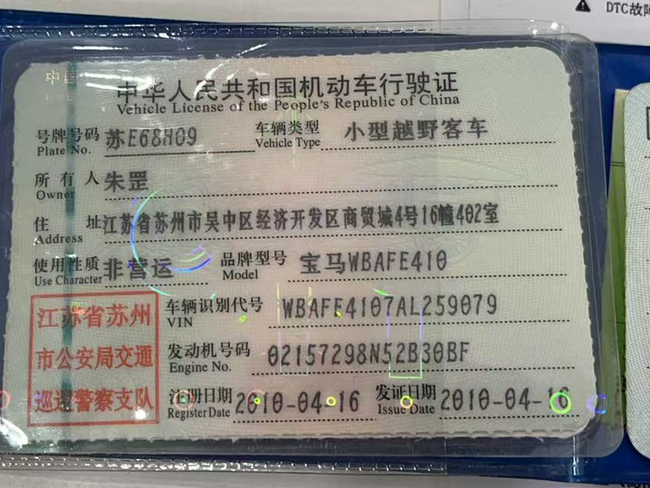 DTC故障
中华人民共和国机动车行驶证
Vehicle License of the People's Republic of China
号牌号码 苏E68H09 车辆类型 小型越野客车
Plate No. Vehicle Type
所有人 朱罡
Owner
住址 江苏省苏州市吴中区经济开发区商贸城4号16幢402室
Address
使用性质 非营运 品牌型号 宝马WBAFE410
Use Character Model
江苏省苏州 车辆识别代号 WBAFE4107AL259079
VIN
市公安局交通 发动机号码 02157298N52B30BF
Engine No.
巡逻警察支队 注册日期 2010-04-16 发证日期 2010-04-16
Register Date Issue Date